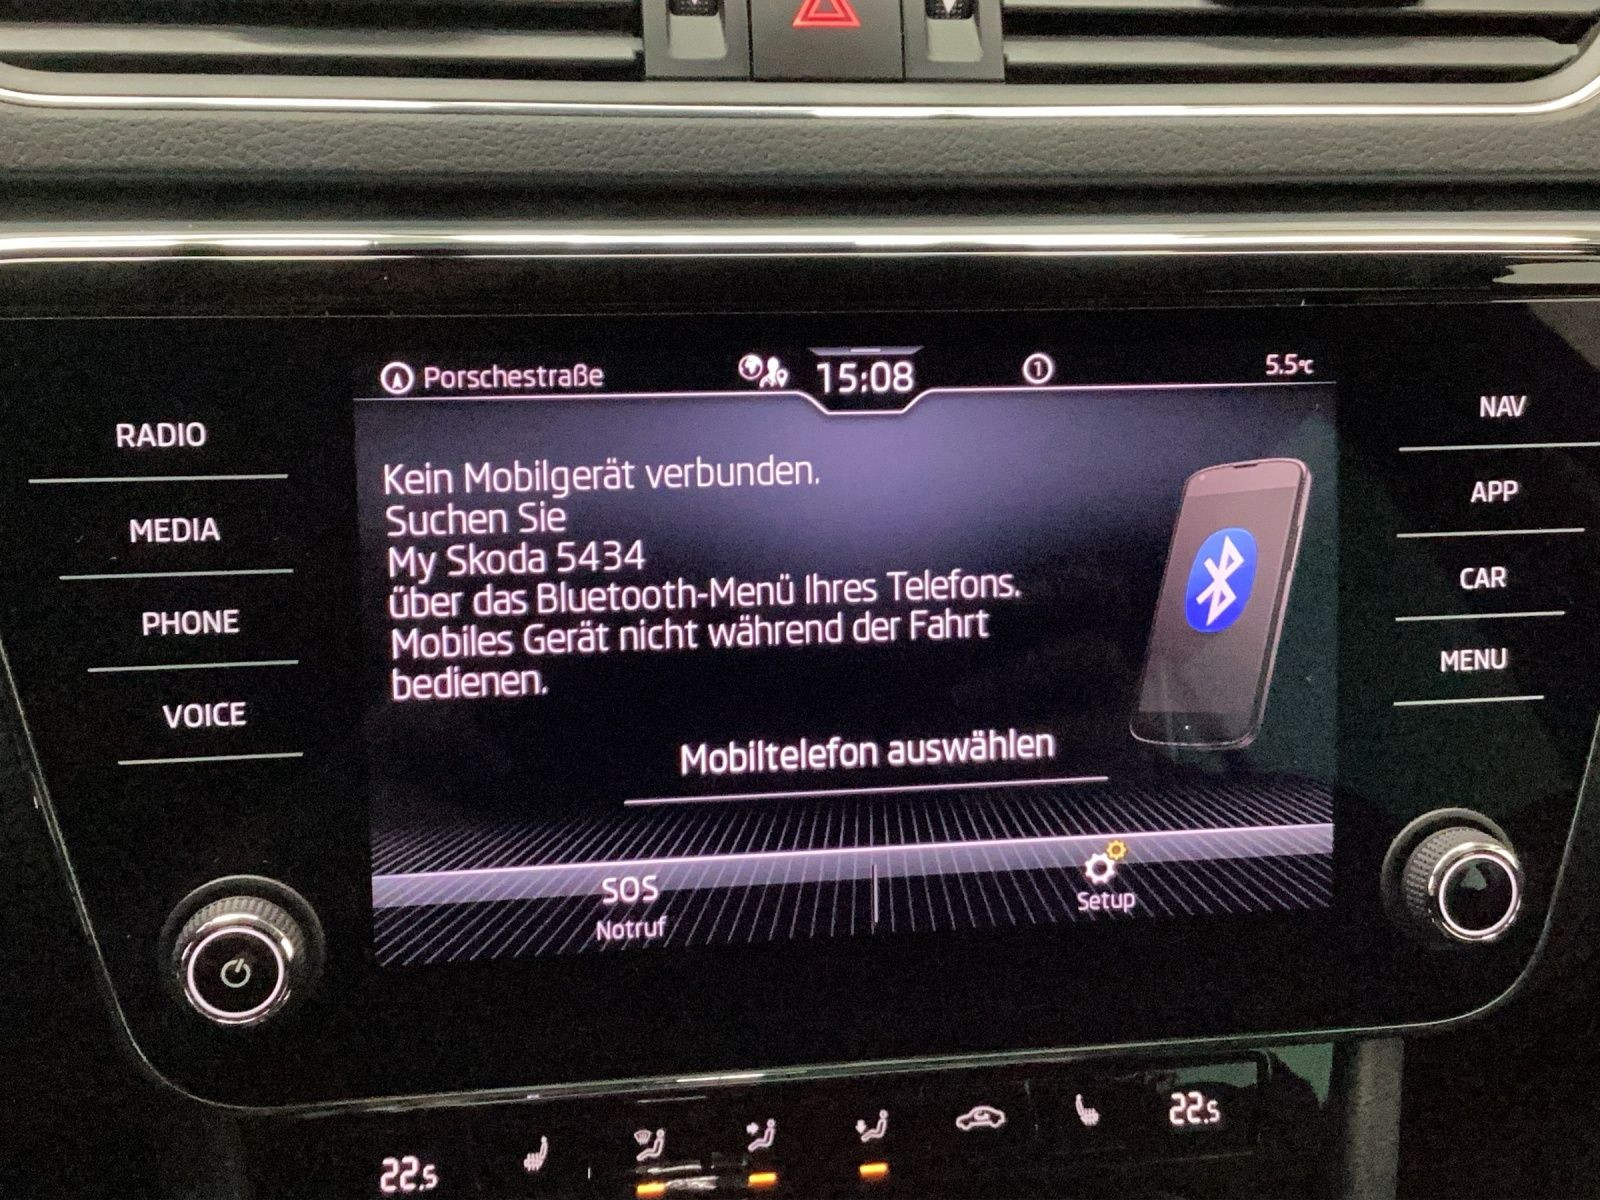 Porschestraße
15:08
1
5.5°C
RADIO
MEDIA
PHONE
VOICE
Kein Mobilgerät verbunden.
Suchen Sie
My Skoda 5434
über das Bluetooth-Menü Ihres Telefons.
Mobiles Gerät nicht während der Fahrt
bedienen.
Mobiltelefon auswählen
SOS
Notruf
Setup
NAV
APP
CAR
MENU
22.5
22.5